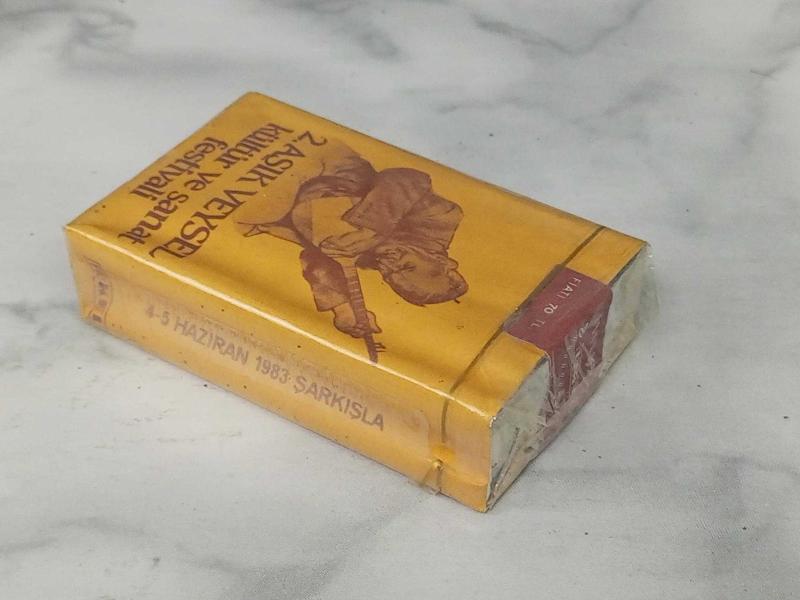 2. AŞIK VEYSEL
kültür ve sanat
festivali
4-5 HAZİRAN 1983 ŞARKIŞLA
FİATI 70 TL